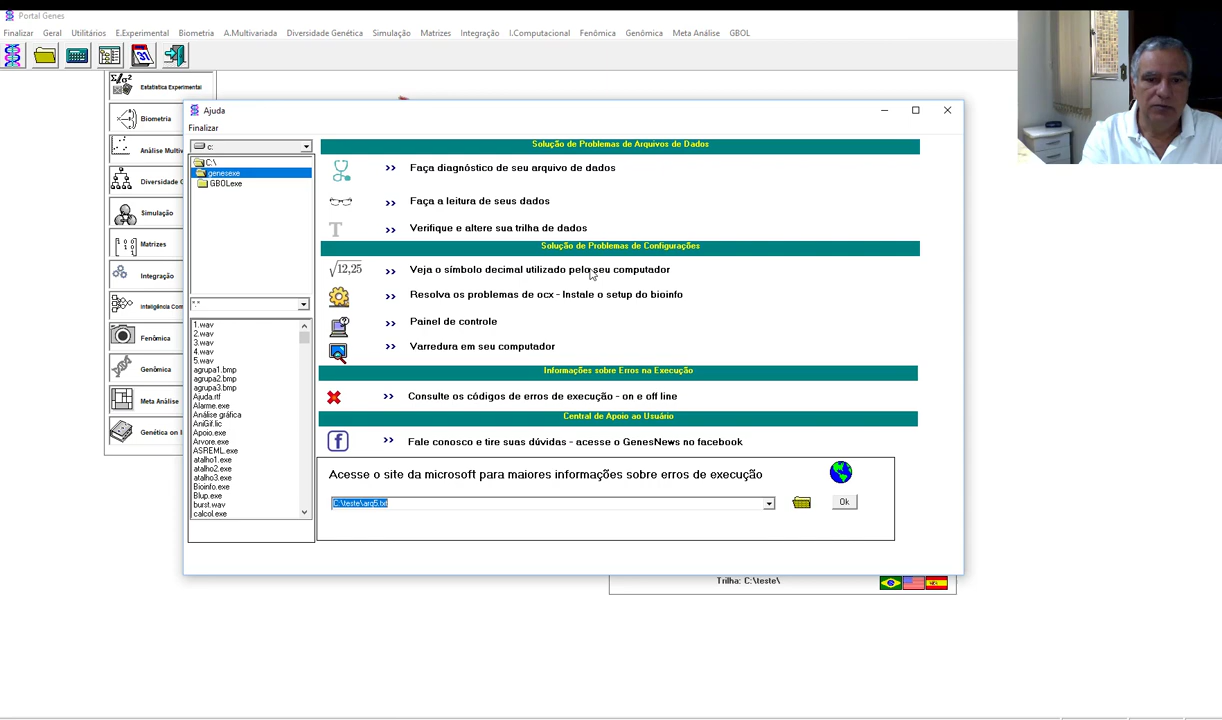 Portal Genes
Finalizar Geral Utilitários E.Experimental Biometria A.Multivariada Diversidade Genética Simulação Matrizes Integração I.Computacional Fenômica Genômica Meta Análise GBOL
31
Σ∫σ²
Estatística Experimental
Biometria
Análise Multiv
Diversidade G
Simulação
Matrizes
Integração
Inteligência Com
Fenômica
Genômica
Meta Análise
Genética on l
Ajuda
Finalizar
c:
C:\
genesexe
GBOLexe
*.*
1.wav
2.wav
3.wav
4.wav
5.wav
agrupa1.bmp
agrupa2.bmp
agrupa3.bmp
Ajuda.rtf
Alarme.exe
Análise gráfica
AniGif.lic
Apoio.exe
Arvore.exe
ASREML.exe
atalho1.exe
atalho2.exe
atalho3.exe
Bioinfo.exe
Blup.exe
burst.wav
calcol.exe
Solução de Problemas de Arquivos de Dados
>> Faça diagnóstico de seu arquivo de dados
>> Faça a leitura de seus dados
T >> Verifique e altere sua trilha de dados
Solução de Problemas de Configurações
√12,25 >> Veja o símbolo decimal utilizado pelo seu computador
>> Resolva os problemas de ocx - Instale o setup do bioinfo
>> Painel de controle
>> Varredura em seu computador
Informações sobre Erros na Execução
>> Consulte os códigos de erros de execução - on e off line
Central de Apoio ao Usuário
f >> Fale conosco e tire suas dúvidas - acesse o GenesNews no facebook
Acesse o site da microsoft para maiores informações sobre erros de execução
C:\teste\arq5.txt
Ok
Trilha: C:\teste\